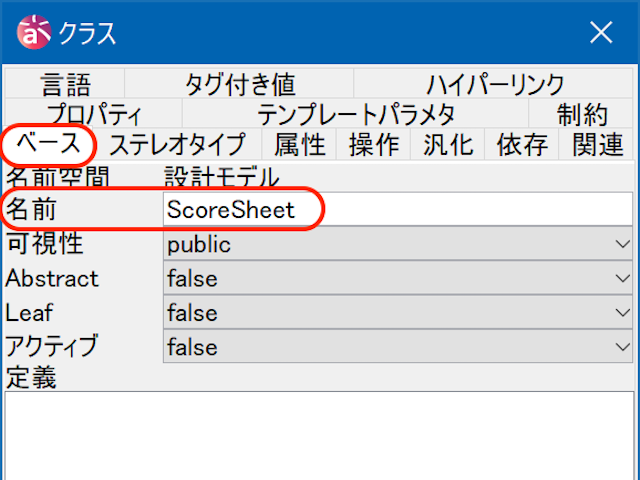 クラス
言語 タグ付き値 ハイパーリンク
プロパティ テンプレートパラメタ 制約
ベース ステレオタイプ 属性 操作 汎化 依存 関連
名前空間 設計モデル
名前 ScoreSheet
可視性 public
Abstract false
Leaf false
アクティブ false
定義